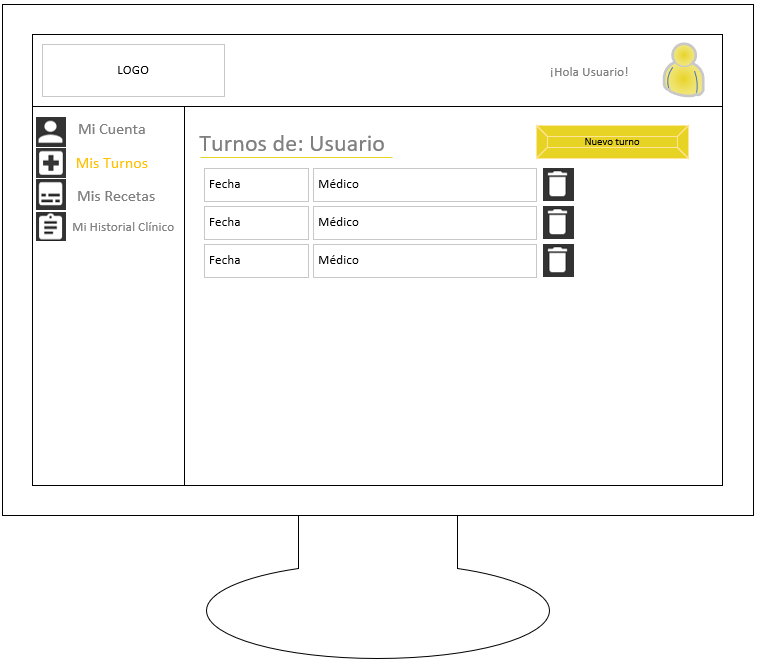 LOGO
¡Hola Usuario!
Mi Cuenta
Mis Turnos
Mis Recetas
Mi Historial Clínico
Turnos de: Usuario
Nuevo turno
Fecha Médico
Fecha Médico
Fecha Médico